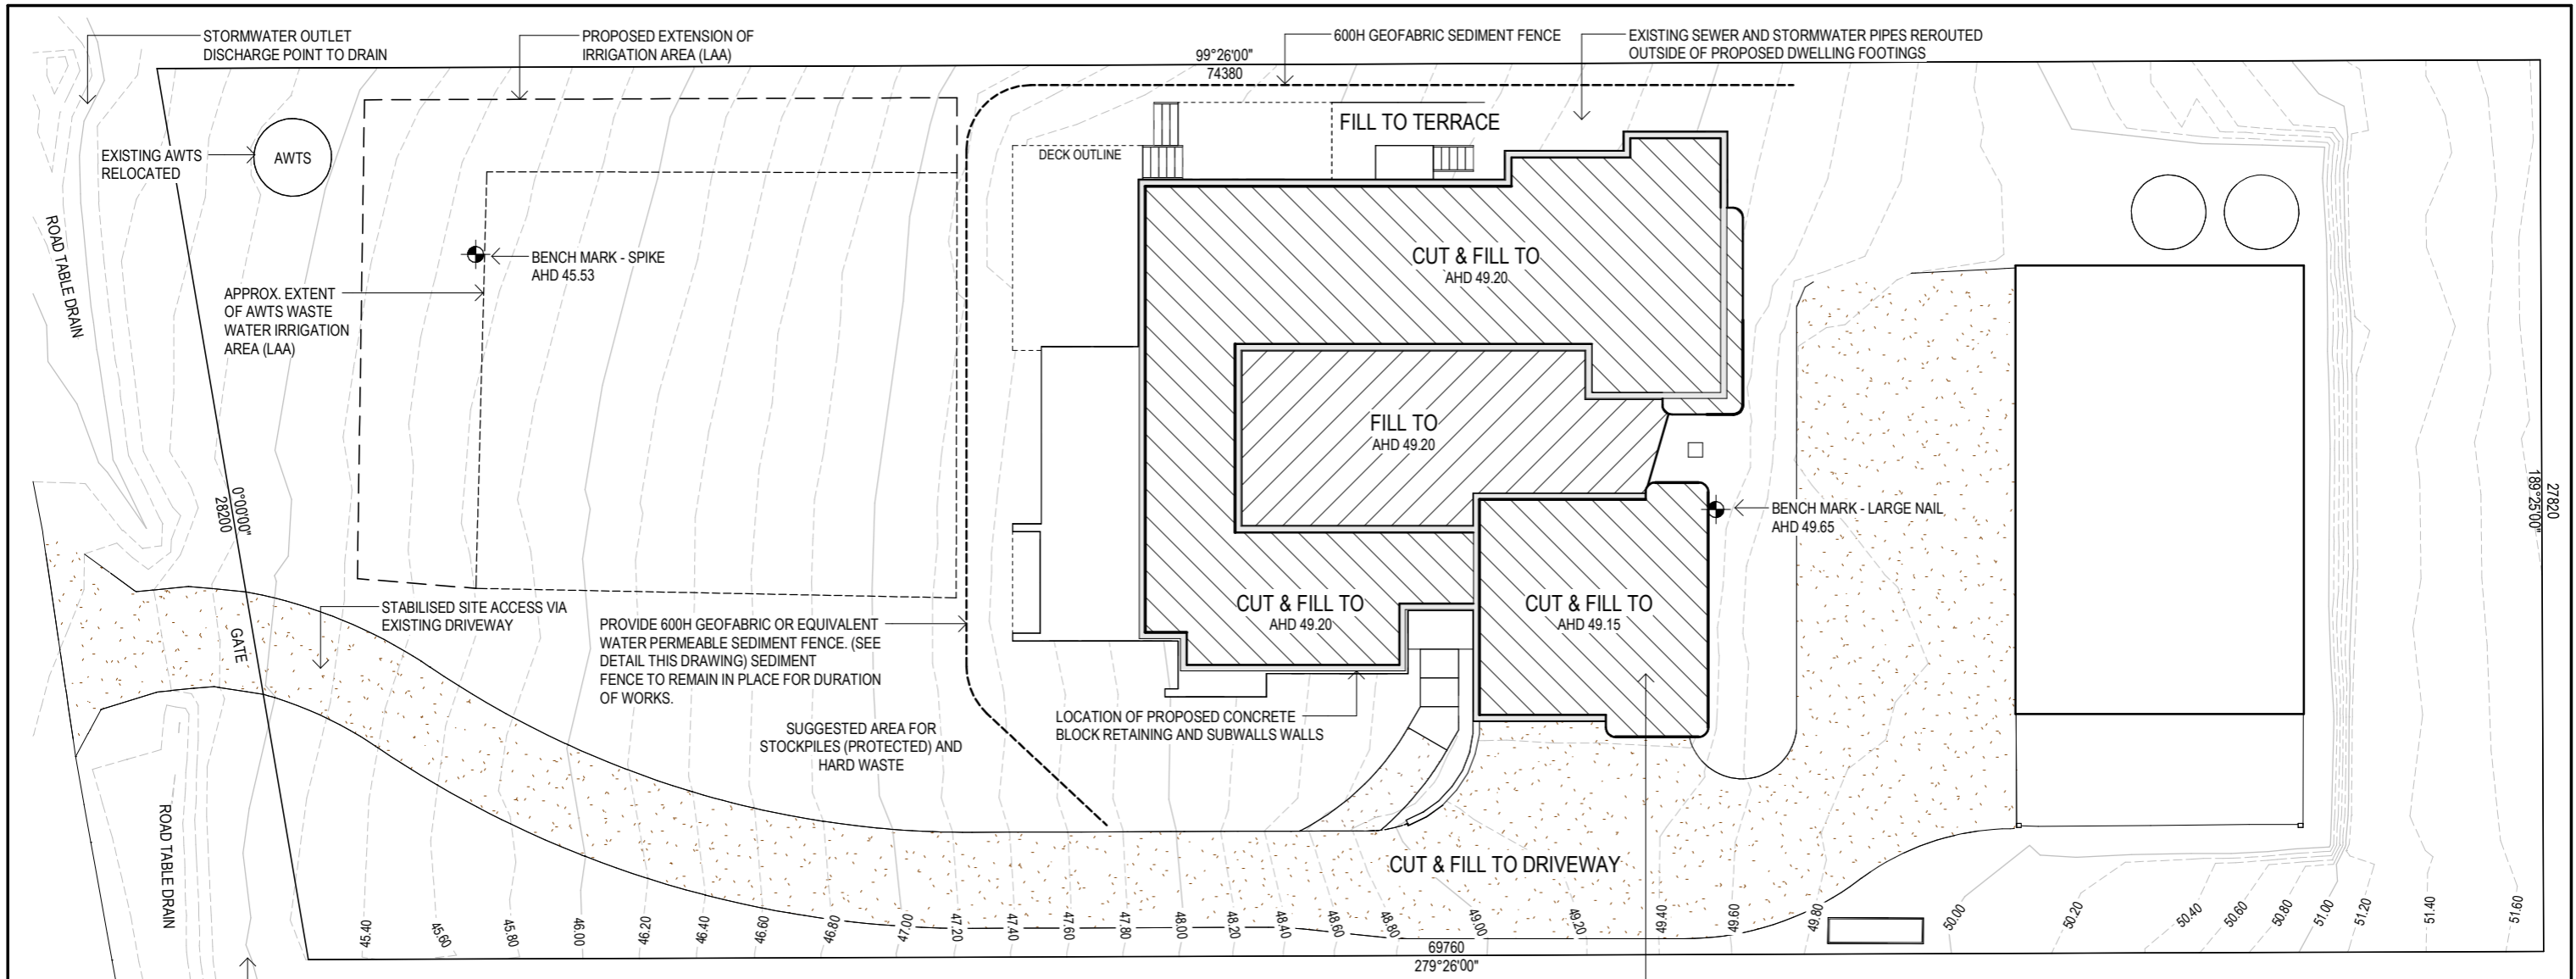 STORMWATER OUTLET
DISCHARGE POINT TO DRAIN
PROPOSED EXTENSION OF
IRRIGATION AREA (LAA)
99°26'00"
74380
600H GEOFABRIC SEDIMENT FENCE
EXISTING SEWER AND STORMWATER PIPES REROUTED
OUTSIDE OF PROPOSED DWELLING FOOTINGS
EXISTING AWTS
RELOCATED
AWTS
DECK OUTLINE
FILL TO TERRACE
ROAD TABLE DRAIN
BENCH MARK - SPIKE
AHD 45.53
APPROX. EXTENT
OF AWTS WASTE
WATER IRRIGATION
AREA (LAA)
CUT & FILL TO
AHD 49.20
FILL TO
AHD 49.20
0°00'00"
28200
BENCH MARK - LARGE NAIL
AHD 49.65
27820
189°25'00"
STABILISED SITE ACCESS VIA
EXISTING DRIVEWAY
GATE
PROVIDE 600H GEOFABRIC OR EQUIVALENT
WATER PERMEABLE SEDIMENT FENCE. (SEE
DETAIL THIS DRAWING) SEDIMENT
FENCE TO REMAIN IN PLACE FOR DURATION
OF WORKS.
CUT & FILL TO
AHD 49.20
CUT & FILL TO
AHD 49.15
SUGGESTED AREA FOR
STOCKPILES (PROTECTED) AND
HARD WASTE
LOCATION OF PROPOSED CONCRETE
BLOCK RETAINING AND SUBWALLS WALLS
ROAD TABLE DRAIN
CUT & FILL TO DRIVEWAY
45.40
45.60
45.80
46.00
46.20
46.40
46.60
46.80
47.00
47.20
47.40
47.60
47.80
48.00
48.20
48.40
48.60
48.80
49.00
49.20
49.40
49.60
49.80
50.00
50.20
50.40
50.60
50.80
51.00
51.20
51.40
51.60
69760
279°26'00"